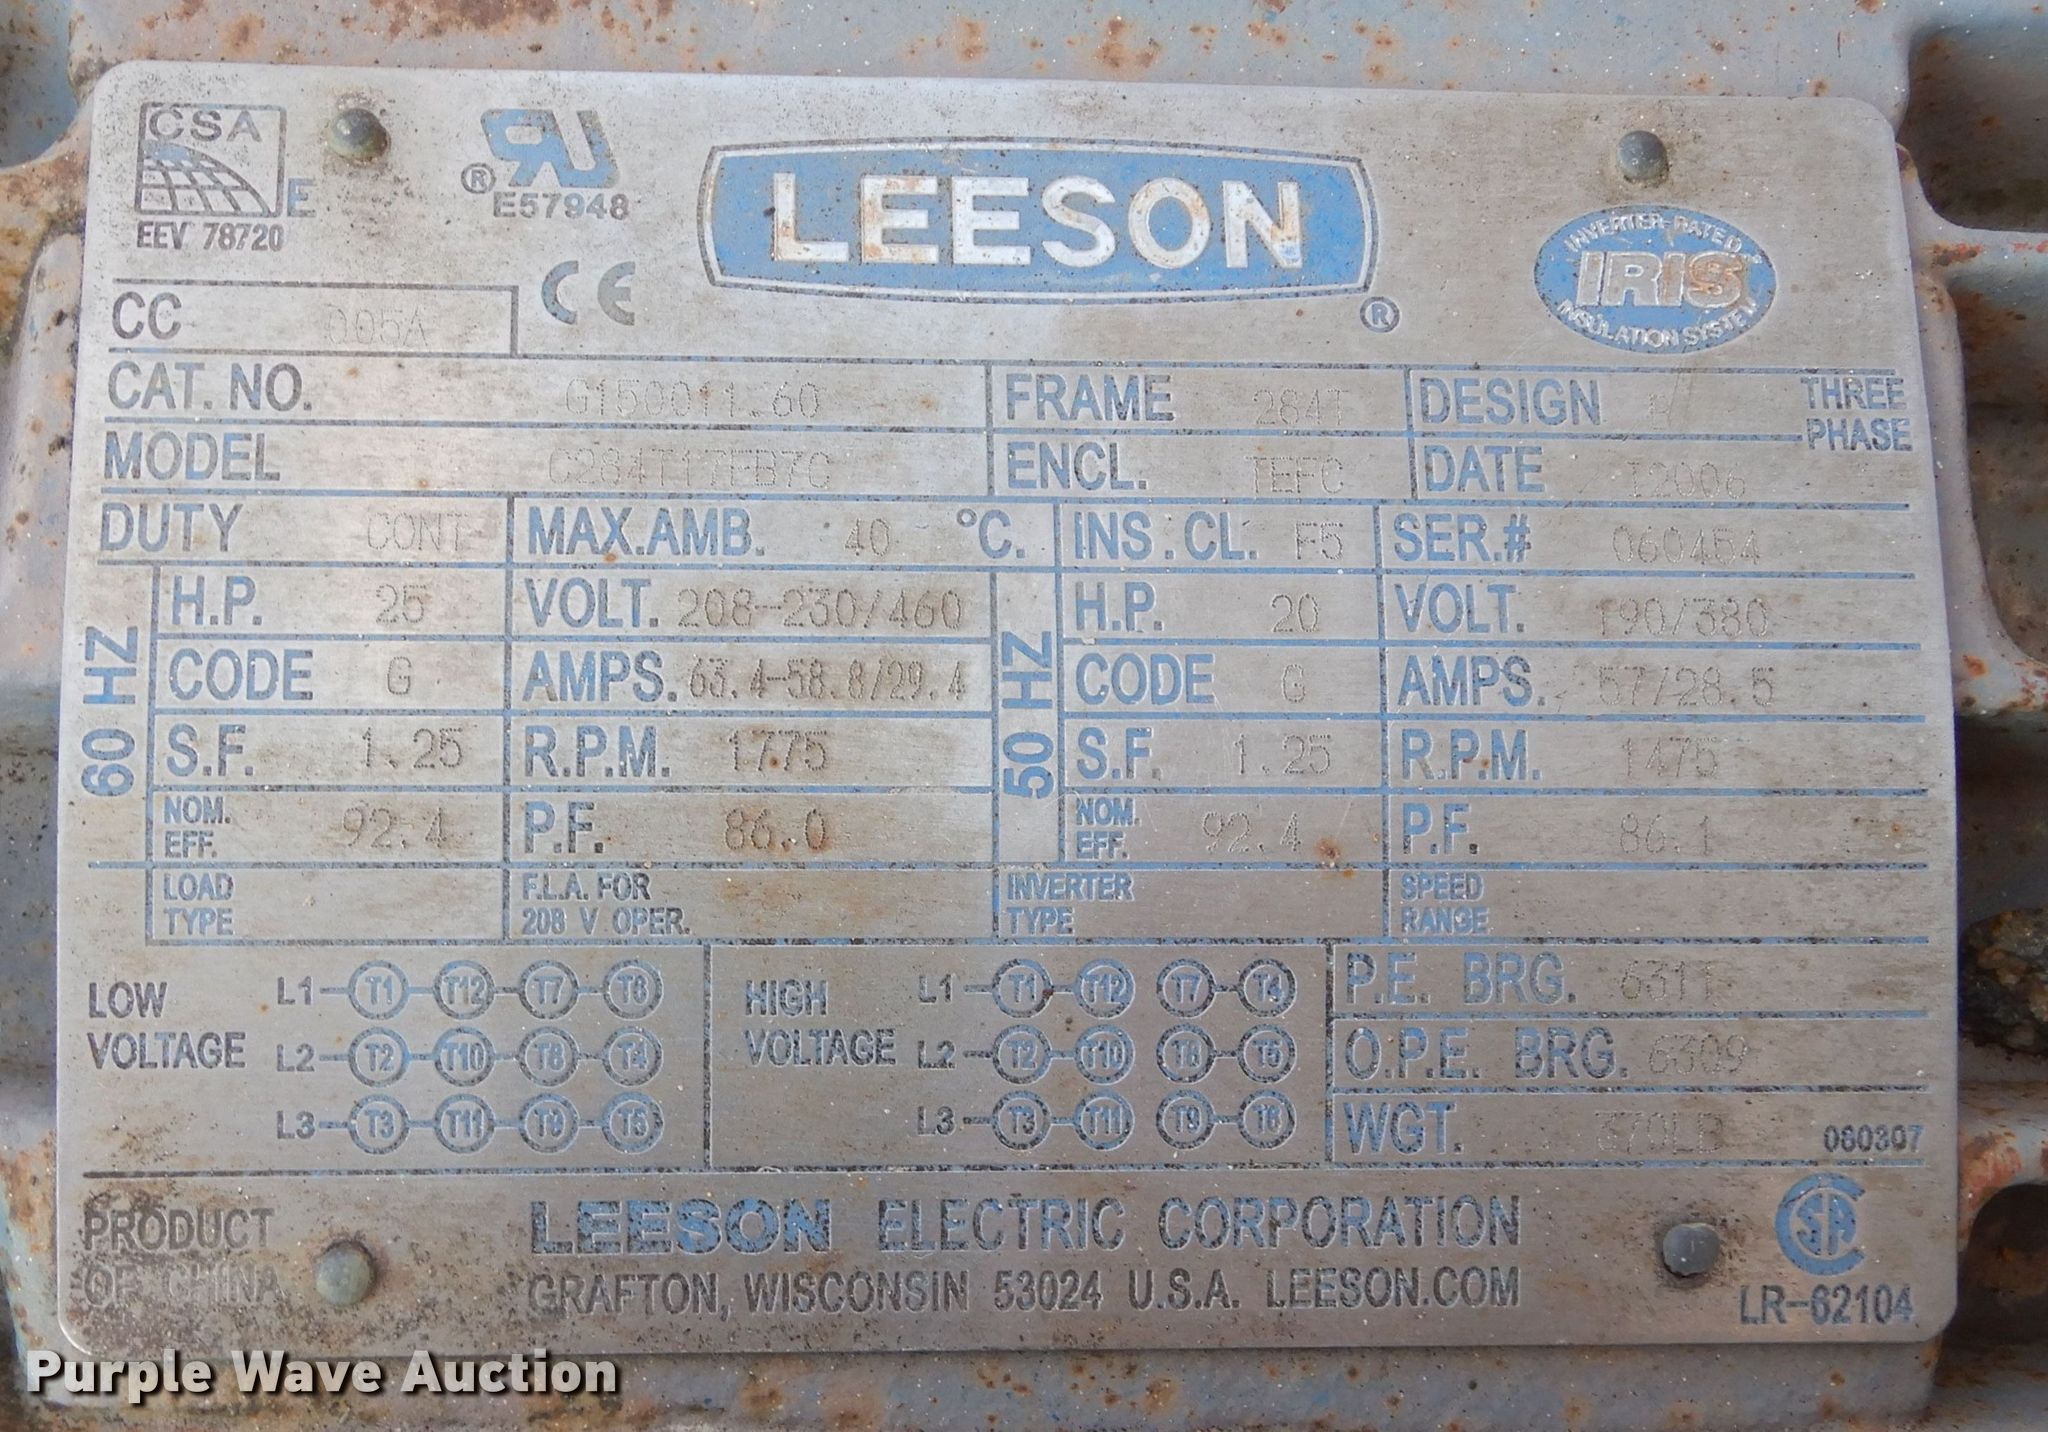 CSA
E
EEV 78720
® RU
E57948
CE
LEESON ®
INVERTER-RATED
IRIS
INSULATION SYSTEM
CC 005A
CAT. NO. G150011.60 FRAME 284T DESIGN B THREE PHASE
MODEL C284T17FB7C ENCL. TEFC DATE I2006
DUTY CONT MAX.AMB. 40 °C. INS. CL. F5 SER.# 060454
60 HZ
H.P. 25 VOLT. 208-230/460
CODE G AMPS. 63.4-58.8/29.4
S.F. 1.25 R.P.M. 1775
NOM. EFF. 92.4 P.F. 86.0
50 HZ
H.P. 20 VOLT. 190/380
CODE G AMPS. 57/28.5
S.F. 1.25 R.P.M. 1475
NOM. EFF. 92.4 P.F. 86.1
LOAD TYPE F.L.A. FOR 208 V OPER. INVERTER TYPE SPEED RANGE
LOW VOLTAGE
L1 T1 T12 T7 T6
L2 T2 T10 T8 T4
L3 T3 T11 T9 T5
HIGH VOLTAGE
L1 T1 T12 T7 T4
L2 T2 T10 T8 T5
L3 T3 T11 T9 T6
P.E. BRG. 6311
O.P.E. BRG. 6309
WGT. 370LB 080307
PRODUCT OF CHINA
LEESON ELECTRIC CORPORATION
GRAFTON, WISCONSIN 53024 U.S.A. LEESON.COM
CSA
LR-62104
Purple Wave Auction